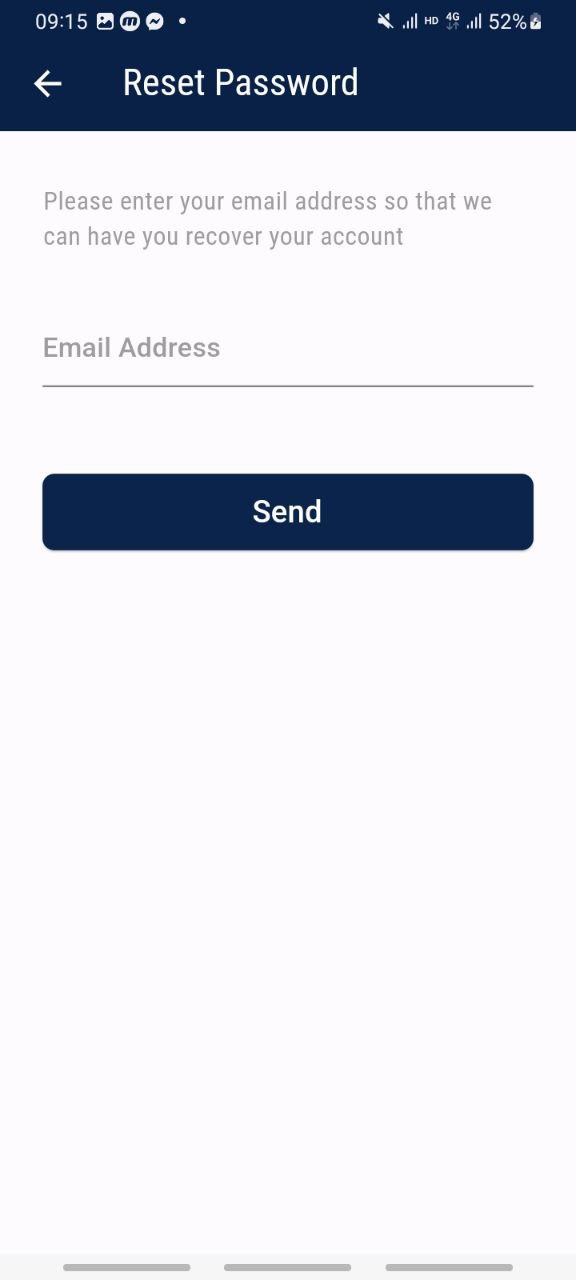 09:15 HD 4G 52%
Reset Password
Please enter your email address so that we
can have you recover your account
Email Address
Send